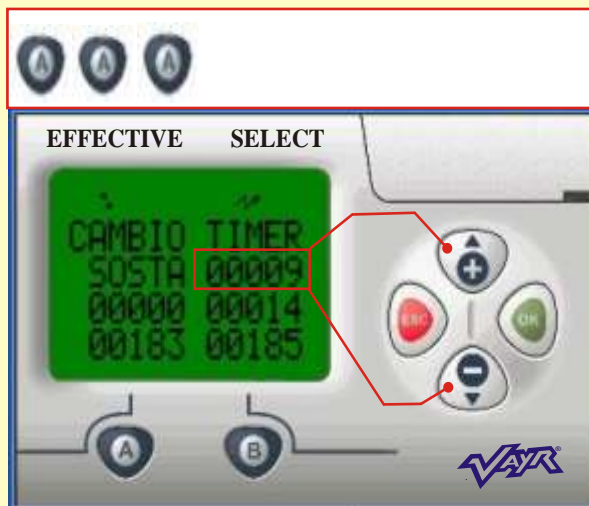 A A A
EFFECTIVE SELECT
CAMBIO TIMER
SOSTA 00009
00000 00014
00183 00185
ESC OK
A B
VAYR